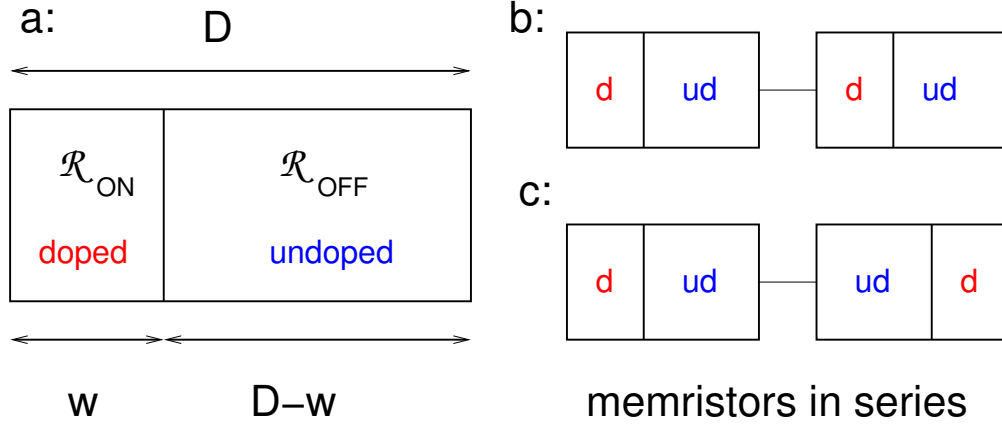 a:
D
ℛ ON
ℛ OFF
doped
undoped
w
D−w
b:
d
ud
d
ud
c:
d
ud
ud
d
memristors in series